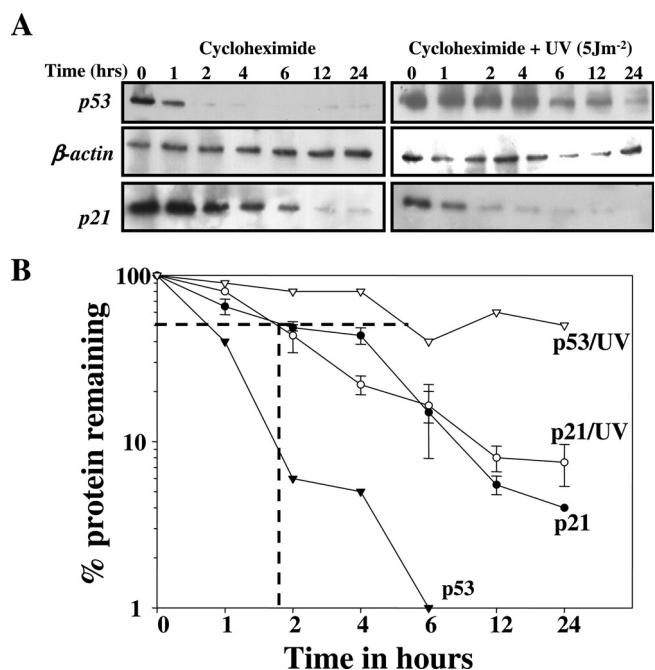 A
Cycloheximide
Cycloheximide + UV (5Jm-2)
Time (hrs) 0 1 2 4 6 12 24 0 1 2 4 6 12 24
p53
β-actin
p21
B
100
10
1
% protein remaining
p53/UV
p21/UV
p21
p53
0 1 2 4 6 12 24
Time in hours